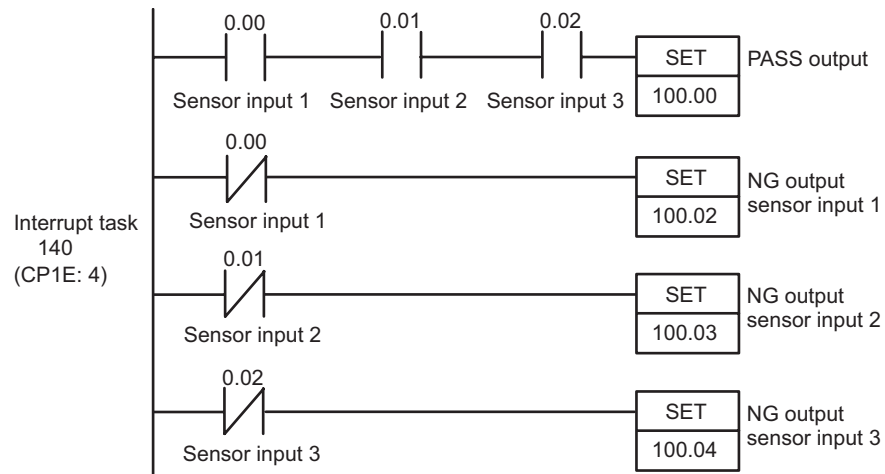 0.00 0.01 0.02
SET PASS output
100.00
Sensor input 1 Sensor input 2 Sensor input 3
0.00
SET NG output
sensor input 1
100.02
Sensor input 1
Interrupt task
140
(CP1E: 4)
0.01
SET NG output
sensor input 2
100.03
Sensor input 2
0.02
SET NG output
sensor input 3
100.04
Sensor input 3